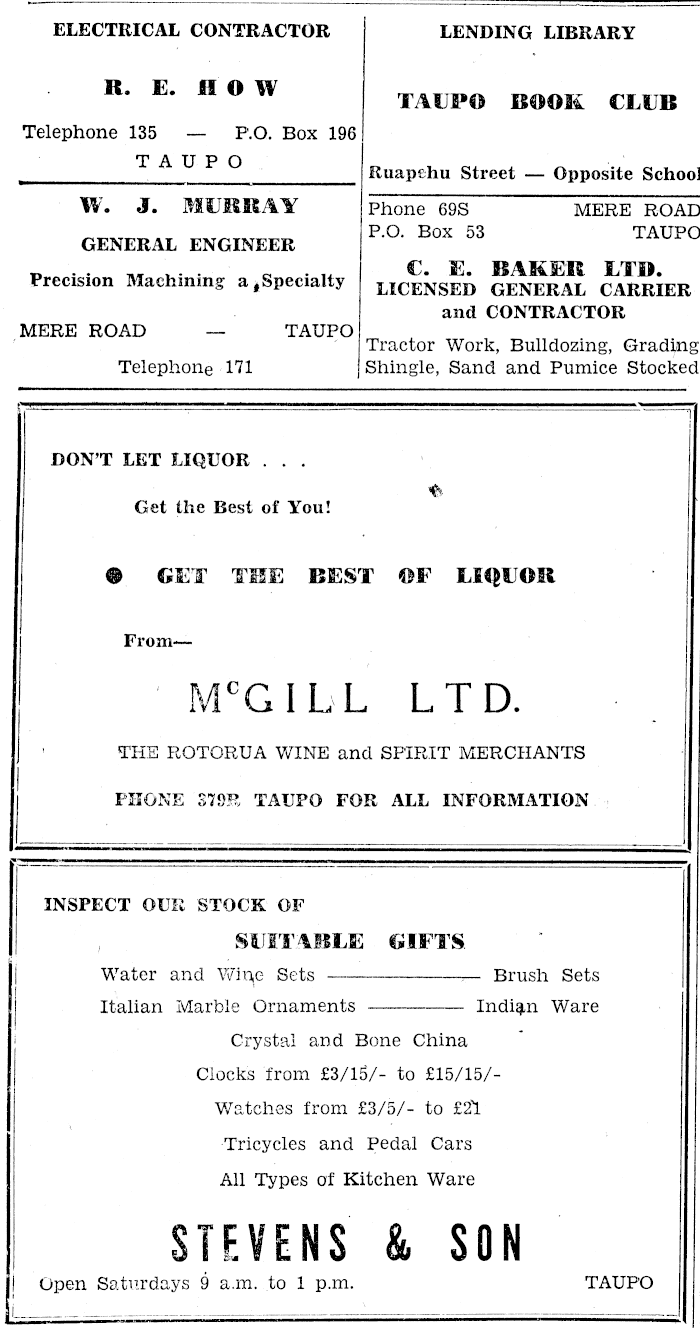 ELECTRICAL CONTRACTOR
R. E. HOW
Telephone 135 — P.O. Box 196
TAUPO
W. J. MURRAY
GENERAL ENGINEER
Precision Machining a Specialty
MERE ROAD — TAUPO
Telephone 171
LENDING LIBRARY
TAUPO BOOK CLUB
Ruapehu Street — Opposite School
Phone 69S MERE ROAD
P.O. Box 53 TAUPO
C. E. BAKER LTD.
LICENSED GENERAL CARRIER
and CONTRACTOR
Tractor Work, Bulldozing, Grading
Shingle, Sand and Pumice Stocked
DON'T LET LIQUOR . . .
Get the Best of You!
● GET THE BEST OF LIQUOR
From—
McGILL LTD.
THE ROTORUA WINE and SPIRIT MERCHANTS
PHONE 379R TAUPO FOR ALL INFORMATION
INSPECT OUR STOCK OF
SUITABLE GIFTS
Water and Wine Sets ——— Brush Sets
Italian Marble Ornaments ——— Indian Ware
Crystal and Bone China
Clocks from £3/15/- to £15/15/-
Watches from £3/5/- to £21
Tricycles and Pedal Cars
All Types of Kitchen Ware
STEVENS & SON
Open Saturdays 9 a.m. to 1 p.m. TAUPO